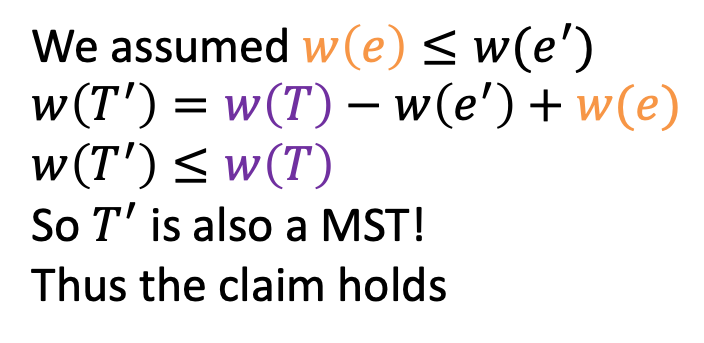 We assumed w(e) ≤ w(e′)
w(T′) = w(T) − w(e′) + w(e)
w(T′) ≤ w(T)
So T′ is also a MST!
Thus the claim holds